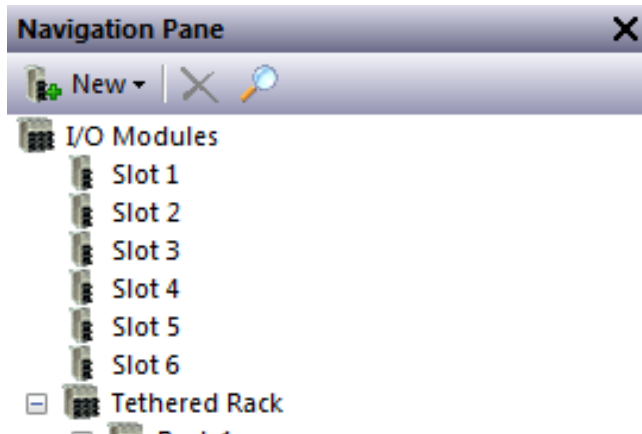 Navigation Pane
New
I/O Modules
Slot 1
Slot 2
Slot 3
Slot 4
Slot 5
Slot 6
Tethered Rack